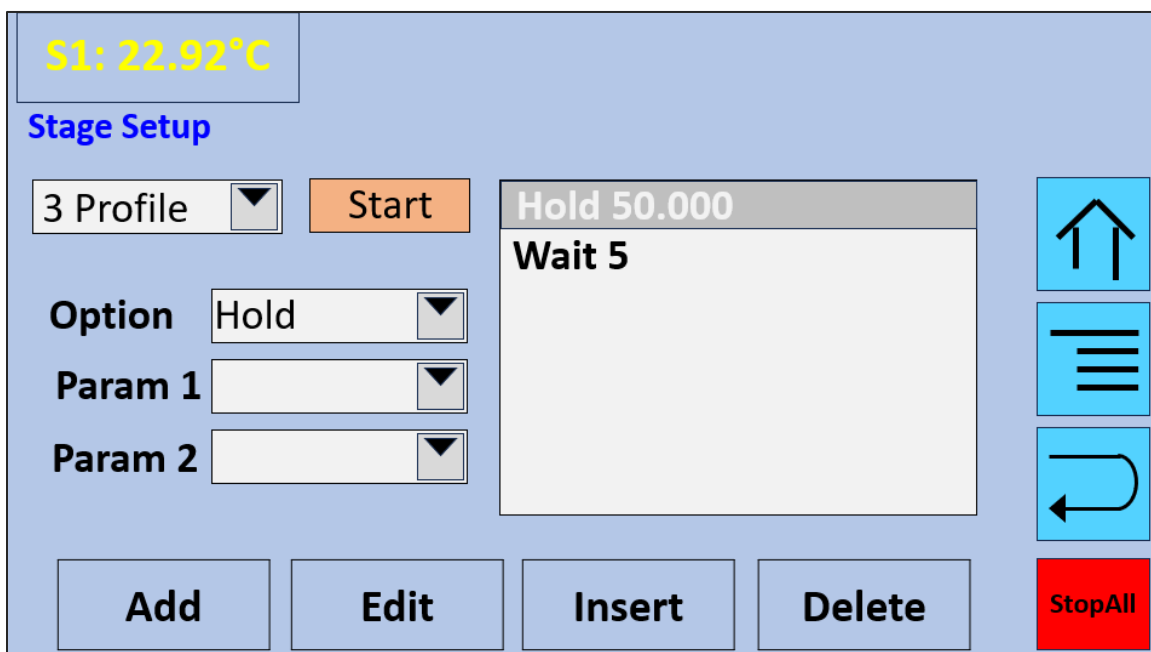 S1: 22.92°C
Stage Setup
3 Profile
Start
Hold 50.000
Wait 5
Option
Hold
Param 1
Param 2
Add
Edit
Insert
Delete
StopAll